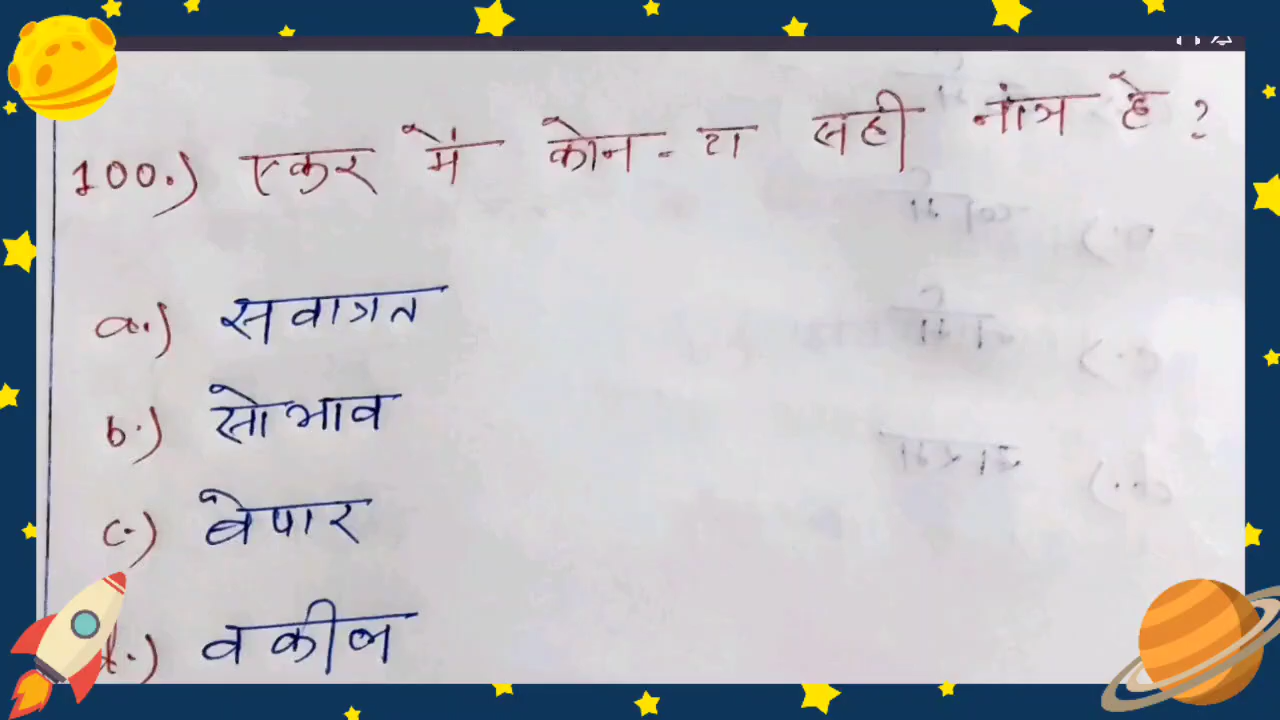 100.) एकर में कोन-सा सही नांम हे ?
a.) सवागत
b.) सोभाव
c.) बेपार
d.) वकील